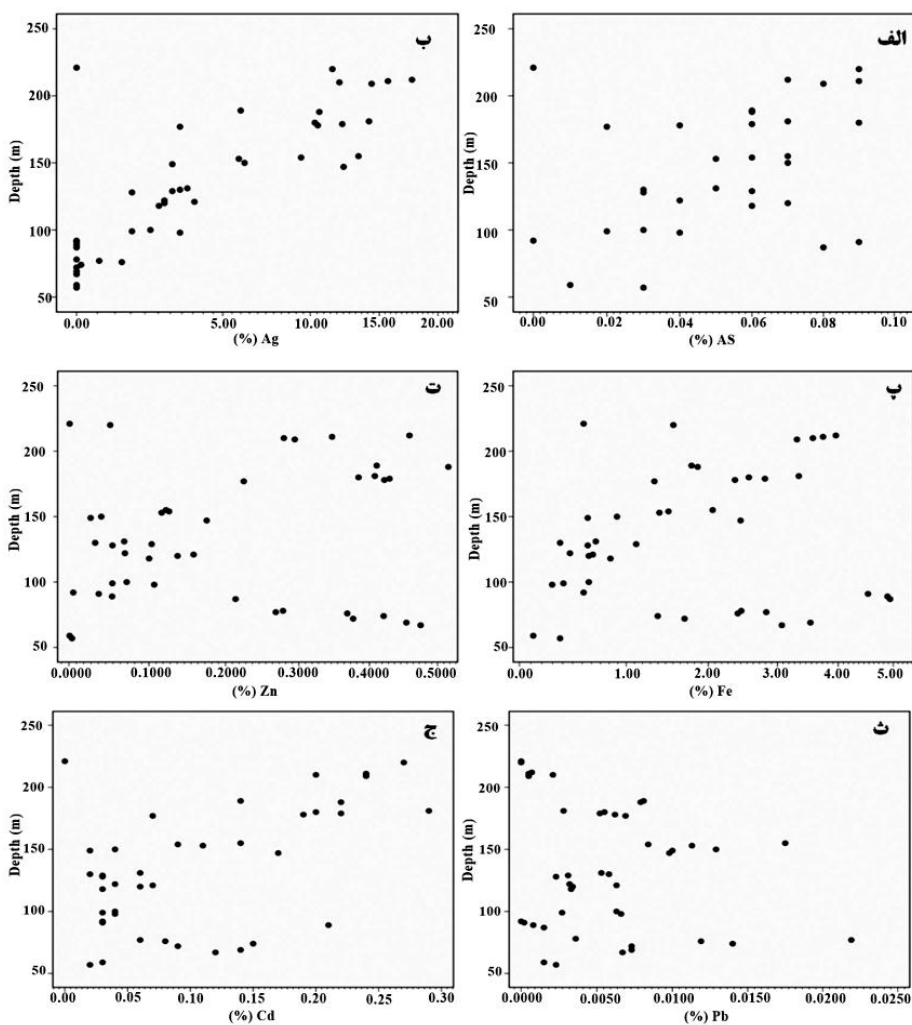 ب
250
200
150
100
50
Depth (m)
0.00 5.00 10.00 15.00 20.00
(%) Ag
الف
250
200
150
100
50
Depth (m)
0.00 0.02 0.04 0.06 0.08 0.10
(%) AS
ت
250
200
150
100
50
Depth (m)
0.0000 0.1000 0.2000 0.3000 0.4000 0.5000
(%) Zn
پ
250
200
150
100
50
Depth (m)
0.00 1.00 2.00 3.00 4.00 5.00
(%) Fe
ج
250
200
150
100
50
Depth (m)
0.00 0.05 0.10 0.15 0.20 0.25 0.30
(%) Cd
ث
250
200
150
100
50
Depth (m)
0.0000 0.0050 0.0100 0.0150 0.0200 0.0250
(%) Pb